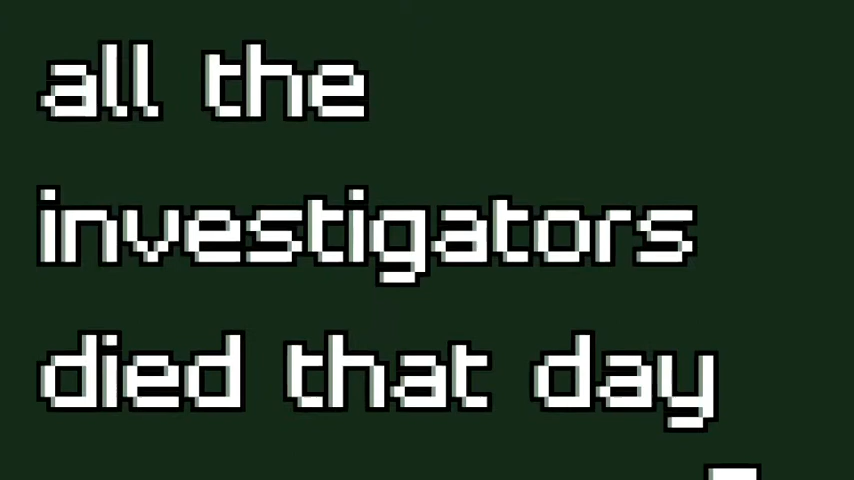 all the
investigators
died that day